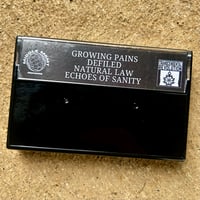 GROWING PAINS
DEFILED
NATURAL LAW
ECHOES OF SANITY